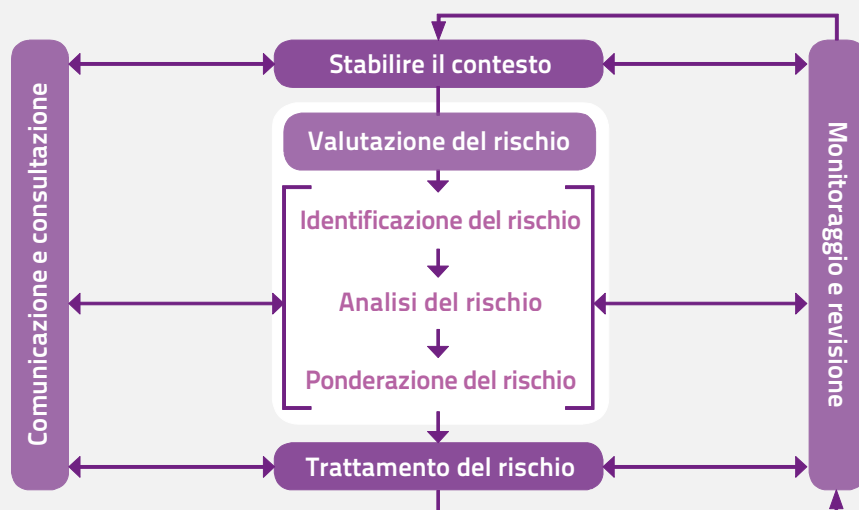 Stabilire il contesto
Comunicazione e consultazione
Valutazione del rischio
Identificazione del rischio
Analisi del rischio
Ponderazione del rischio
Monitoraggio e revisione
Trattamento del rischio